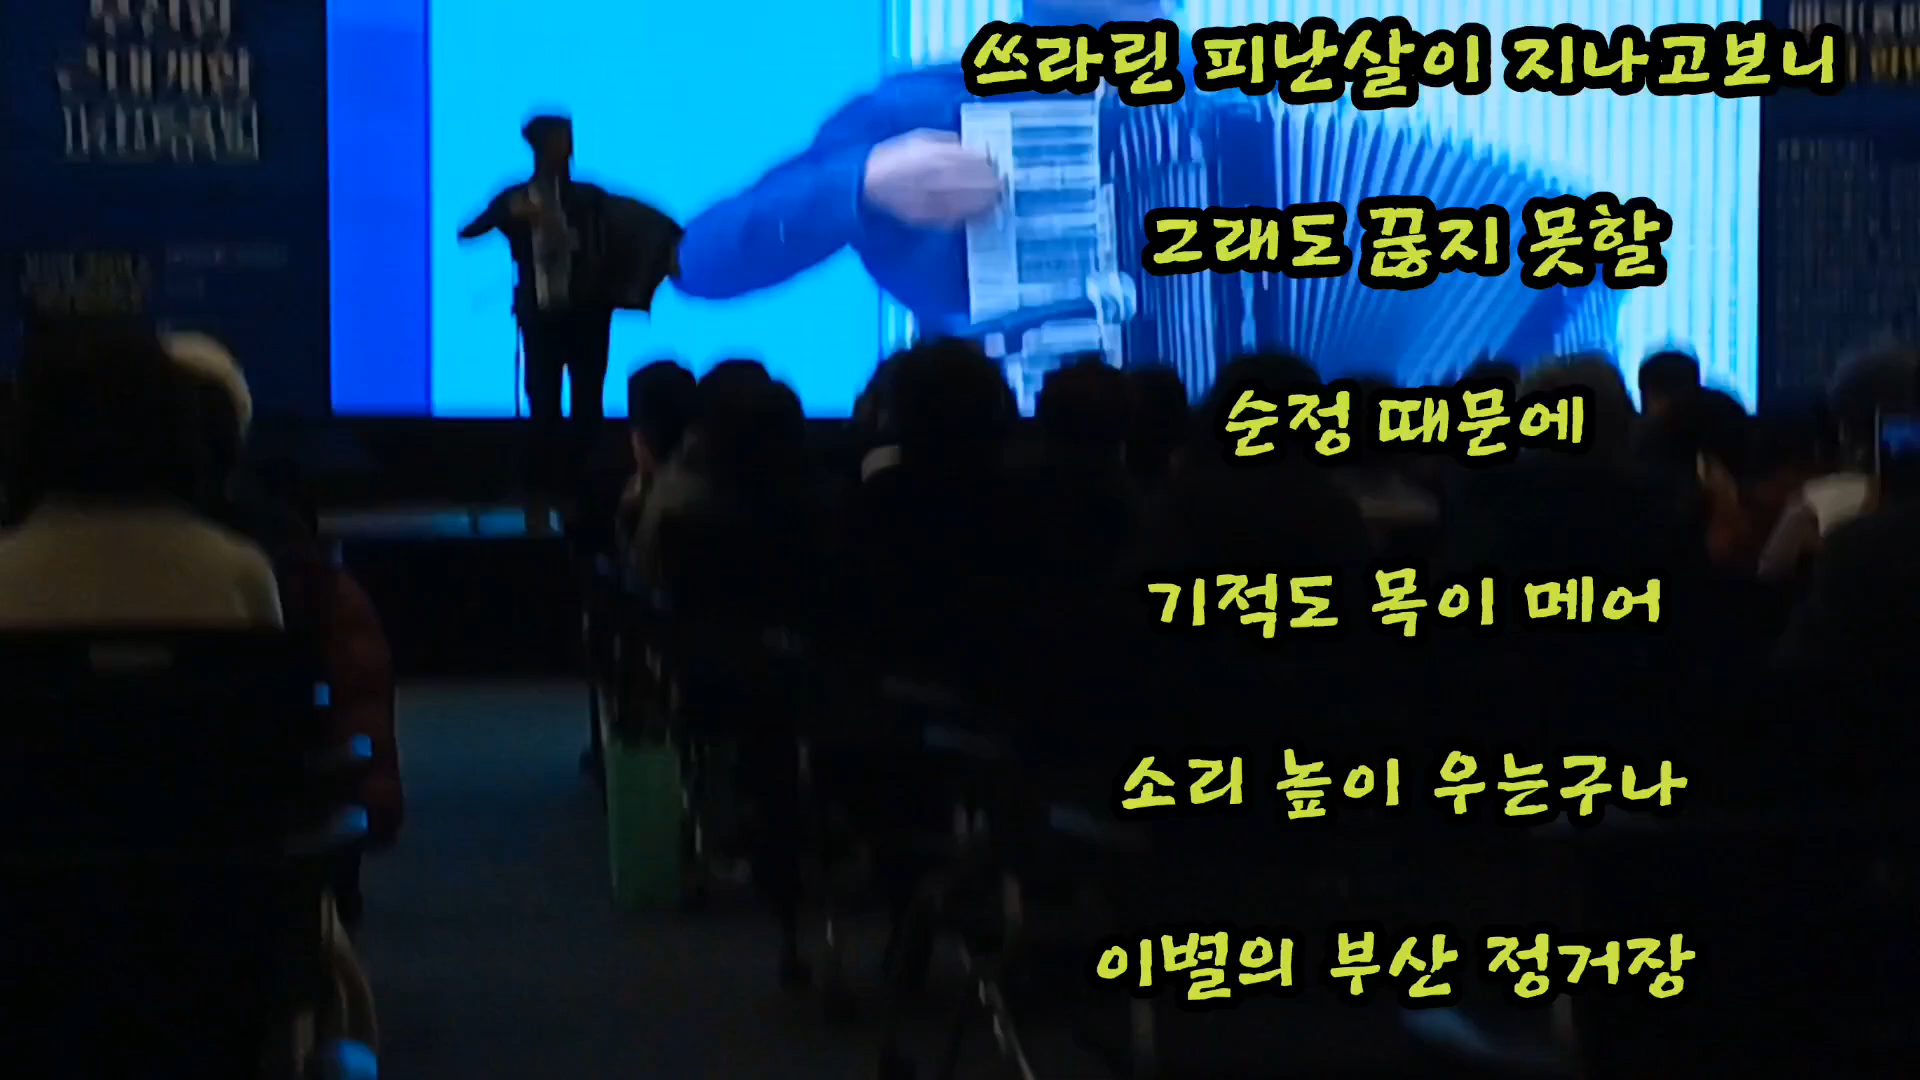 쓰라린 피난살이 지나고보니
그래도 끊지 못할
순정 때문에
기적도 목이 메어
소리 높이 우는구나
이별의 부산 정거장